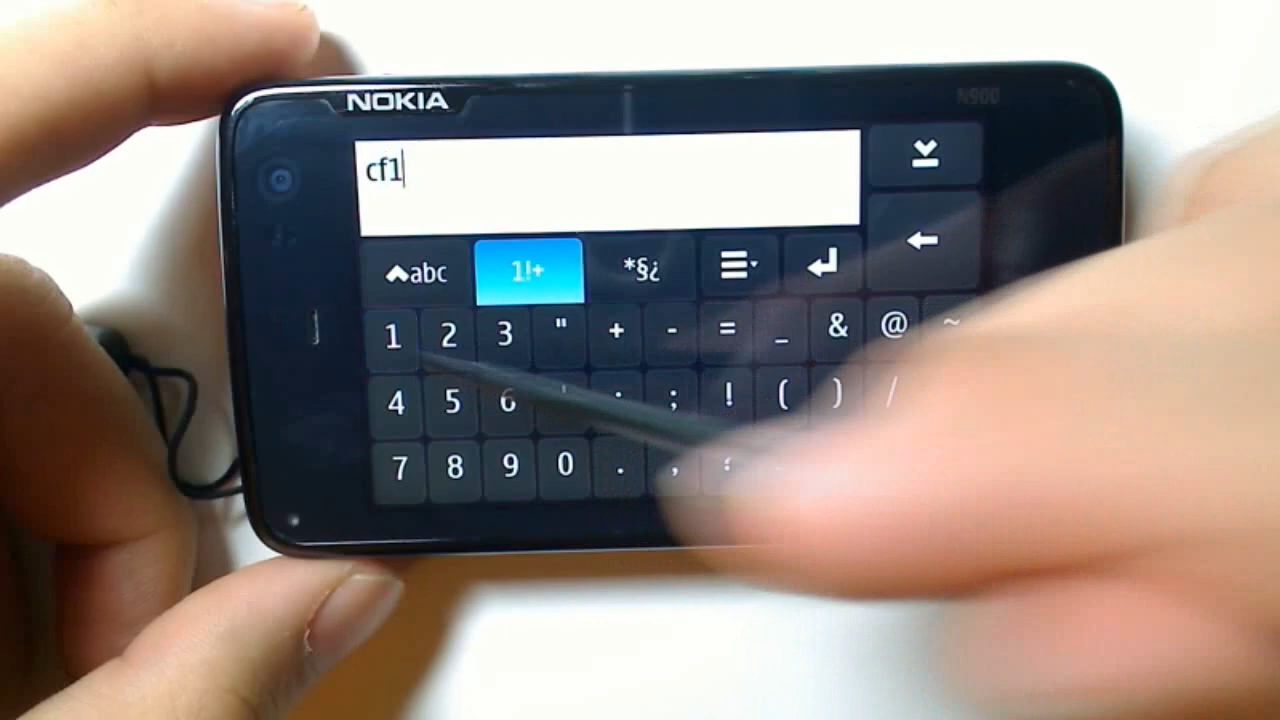 NOKIA N900
cf1
abc 1!+ *§¿
1 2 3 " + - = _ & @ ~
4 5 6 ' : ; ! ( ) /
7 8 9 0 . , ?